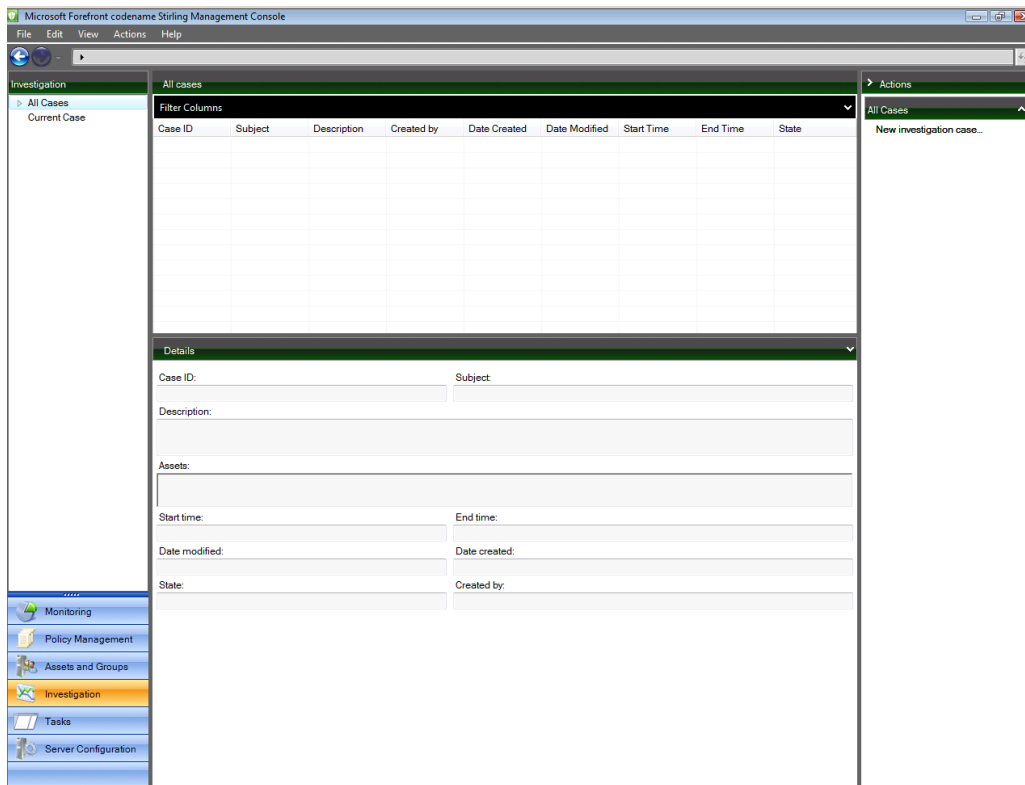 Microsoft Forefront codename Stirling Management Console
File Edit View Actions Help
Investigation
All Cases
Current Case
All cases
Filter Columns
Case ID Subject Description Created by Date Created Date Modified Start Time End Time State
Details
Case ID: Subject:
Description:
Assets:
Start time: End time:
Date modified: Date created:
State: Created by:
Actions
All Cases
New investigation case...
Monitoring
Policy Management
Assets and Groups
Investigation
Tasks
Server Configuration